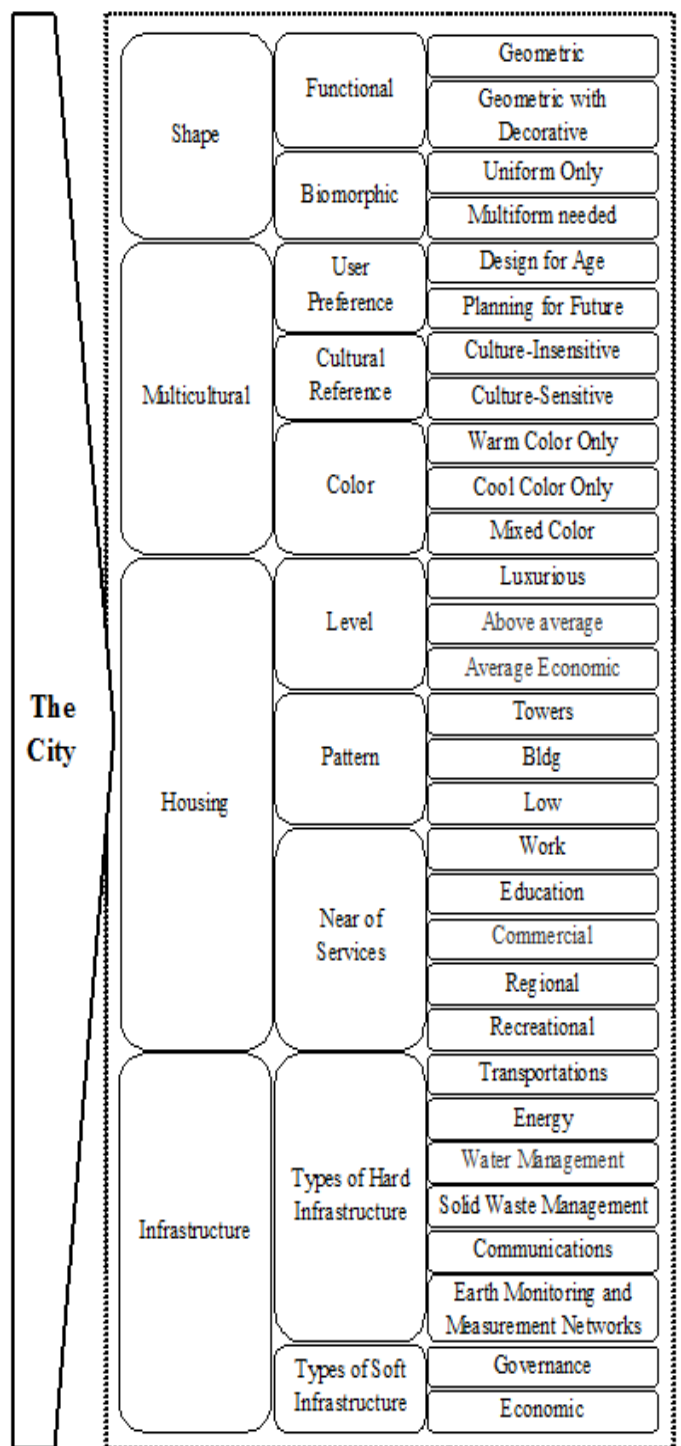 The
City
Shape
Functional
Geometric
Geometric with
Decorative
Biomorphic
Uniform Only
Multiform needed
Multicultural
User
Preference
Design for Age
Planning for Future
Cultural
Reference
Culture-Insensitive
Culture-Sensitive
Color
Warm Color Only
Cool Color Only
Mixed Color
Housing
Level
Luxurious
Above average
Average Economic
Pattern
Towers
Bldg
Low
Near of
Services
Work
Education
Commercial
Regional
Recreational
Infrastructure
Types of Hard
Infrastructure
Transportations
Energy
Water Management
Solid Waste Management
Communications
Earth Monitoring and
Measurement Networks
Types of Soft
Infrastructure
Governance
Economic